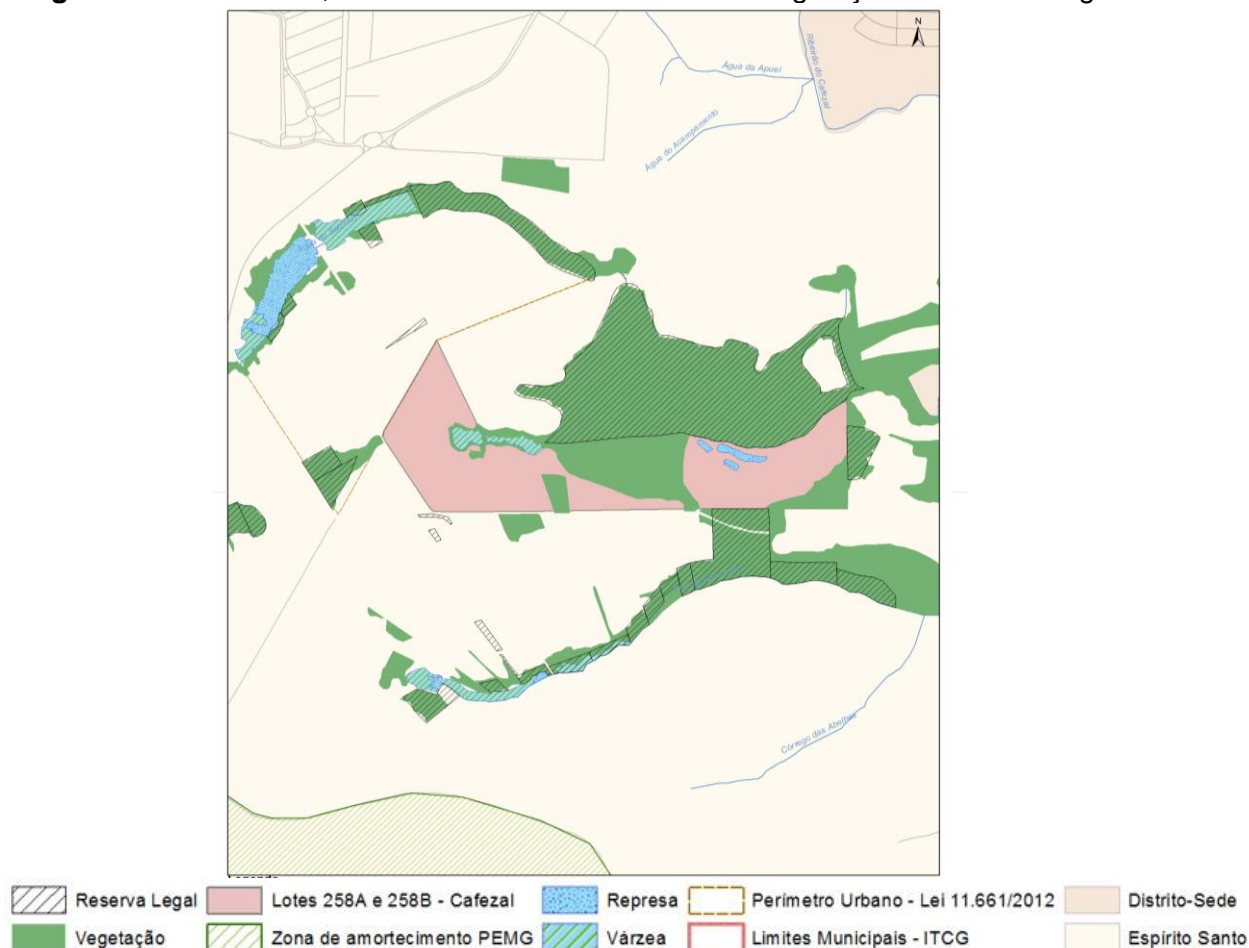 N
Ribeirão do Cafezal
Água da Apuel
Água do Acampamento
Córrego das Abelhas
Reserva Legal
Lotes 258A e 258B - Cafezal
Represa
Perímetro Urbano - Lei 11.661/2012
Distrito-Sede
Vegetação
Zona de amortecimento PEMG
Várzea
Limites Municipais - ITCG
Espírito Santo